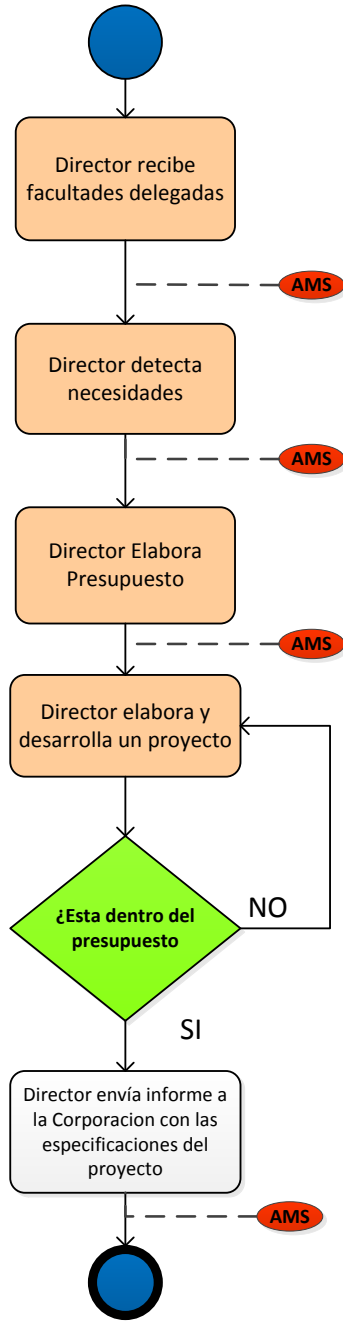 Director recibe
facultades delegadas
AMS
Director detecta
necesidades
AMS
Director Elabora
Presupuesto
AMS
Director elabora y
desarrolla un proyecto
¿Esta dentro del
presupuesto
NO
SI
Director envía informe a
la Corporacion con las
especificaciones del
proyecto
AMS